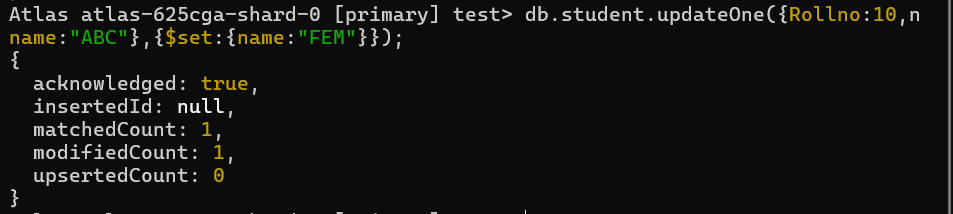 Atlas atlas-625cga-shard-0 [primary] test> db.student.updateOne({Rollno:10,n
name:"ABC"},{$set:{name:"FEM"}});
{
  acknowledged: true,
  insertedId: null,
  matchedCount: 1,
  modifiedCount: 1,
  upsertedCount: 0
}